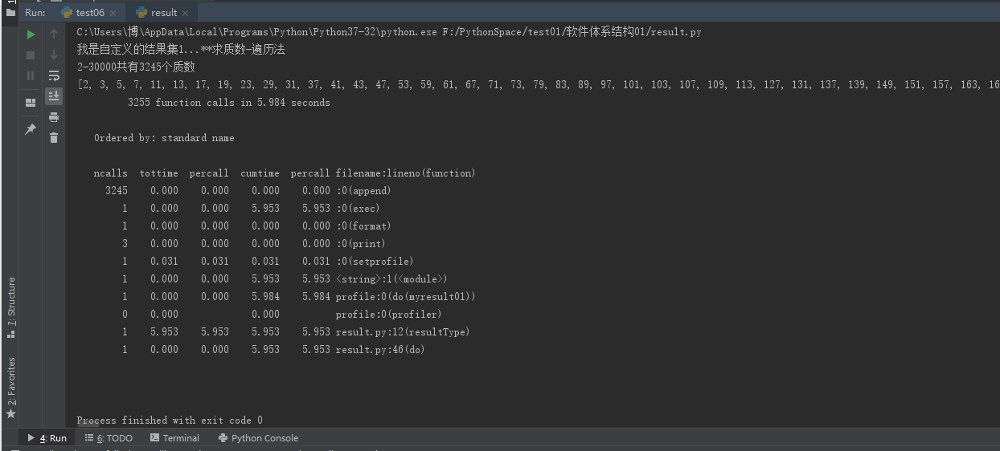 Run: test06 × result ×
C:\Users\博\AppData\Local\Programs\Python\Python37-32\python.exe F:/PythonSpace/test01/软件体系结构01/result.py
我是自定义的结果集1...**求质数-遍历法
2-30000共有3245个质数
[2, 3, 5, 7, 11, 13, 17, 19, 23, 29, 31, 37, 41, 43, 47, 53, 59, 61, 67, 71, 73, 79, 83, 89, 97, 101, 103, 107, 109, 113, 127, 131, 137, 139, 149, 151, 157, 163, 16
3255 function calls in 5.984 seconds
Ordered by: standard name
ncalls tottime percall cumtime percall filename:lineno(function)
3245 0.000 0.000 0.000 0.000 :0(append)
1 0.000 0.000 5.953 5.953 :0(exec)
1 0.000 0.000 0.000 0.000 :0(format)
3 0.000 0.000 0.000 0.000 :0(print)
1 0.031 0.031 0.031 0.031 :0(setprofile)
1 0.000 0.000 5.953 5.953 <string>:1(<module>)
1 0.000 0.000 5.984 5.984 profile:0(do(myresult01))
0 0.000 0.000 profile:0(profiler)
1 5.953 5.953 5.953 5.953 result.py:12(resultType)
1 0.000 0.000 5.953 5.953 result.py:46(do)
Process finished with exit code 0
7: Structure
2: Favorites
4: Run 6: TODO Terminal Python Console